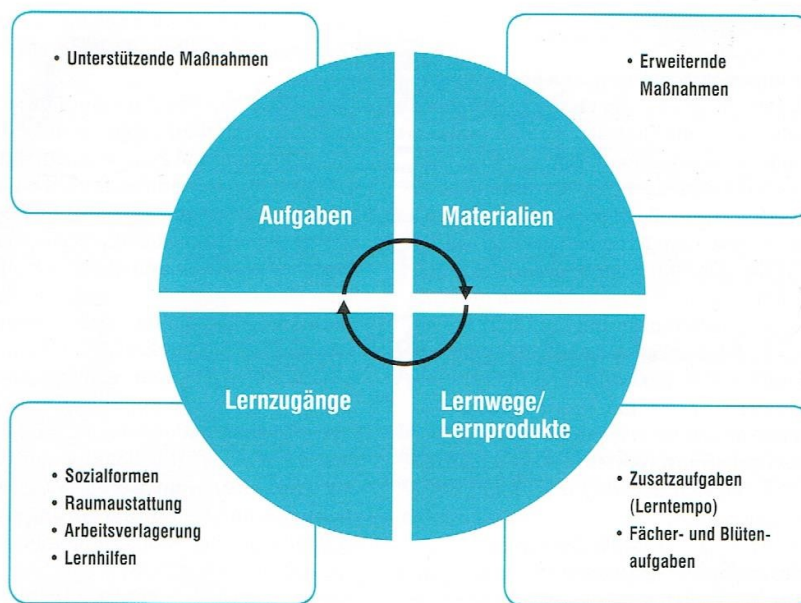 • Unterstützende Maßnahmen
• Erweiternde
Maßnahmen
Aufgaben
Materialien
Lernzugänge
Lernwege/
Lernprodukte
• Sozialformen
• Raumaustattung
• Arbeitsverlagerung
• Lernhilfen
• Zusatzaufgaben
(Lerntempo)
• Fächer- und Blüten-
aufgaben